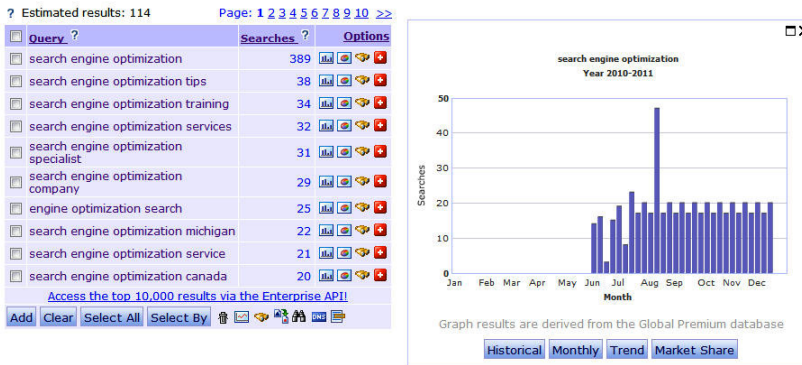 ? Estimated results: 114 Page: 1 2 3 4 5 6 7 8 9 10 >>
Query ? Searches ? Options
search engine optimization 389
search engine optimization tips 38
search engine optimization training 34
search engine optimization services 32
search engine optimization
specialist 31
search engine optimization
company 29
engine optimization search 25
search engine optimization michigan 22
search engine optimization service 21
search engine optimization canada 20
Access the top 10,000 results via the Enterprise API!
Add Clear Select All Select By DNS
search engine optimization
Year 2010-2011
50
40
30
20
10
0
Searches
Jan Feb Mar Apr May Jun Jul Aug Sep Oct Nov Dec
Month
Graph results are derived from the Global Premium database
Historical Monthly Trend Market Share